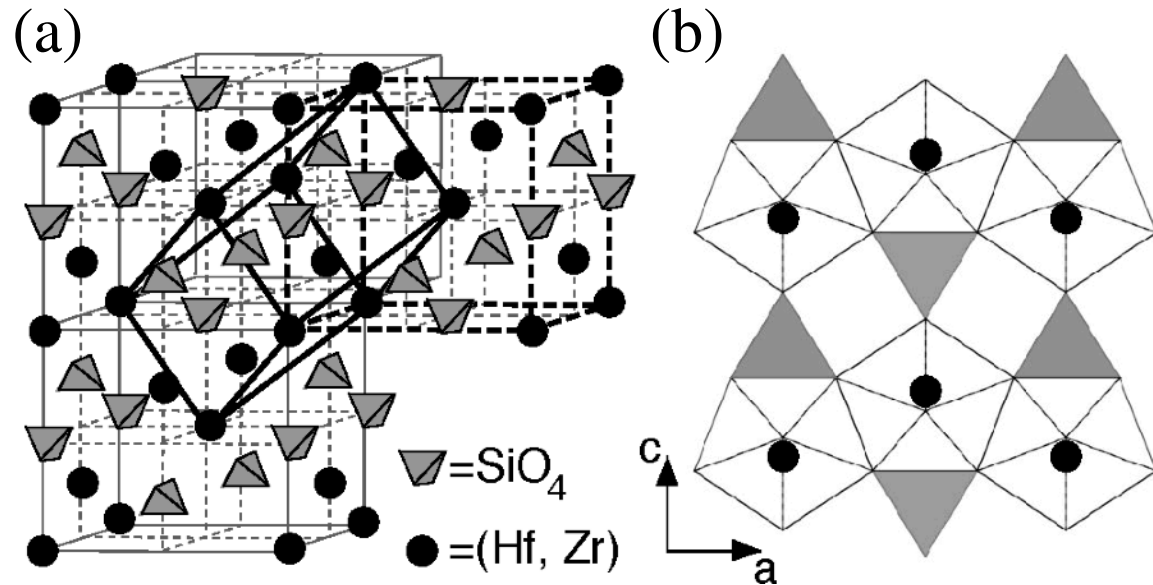 (a)
(b)
=SiO₄
=(Hf, Zr)
c
a